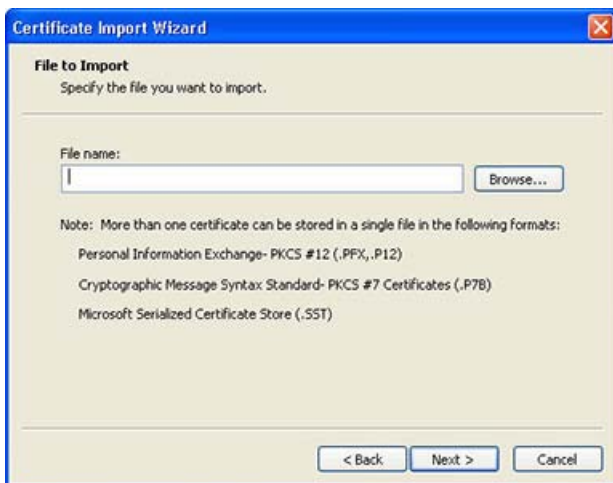 Certificate Import Wizard
File to Import
Specify the file you want to import.
File name:
Browse...
Note: More than one certificate can be stored in a single file in the following formats:
Personal Information Exchange- PKCS #12 (.PFX,.P12)
Cryptographic Message Syntax Standard- PKCS #7 Certificates (.P7B)
Microsoft Serialized Certificate Store (.SST)
< Back Next > Cancel